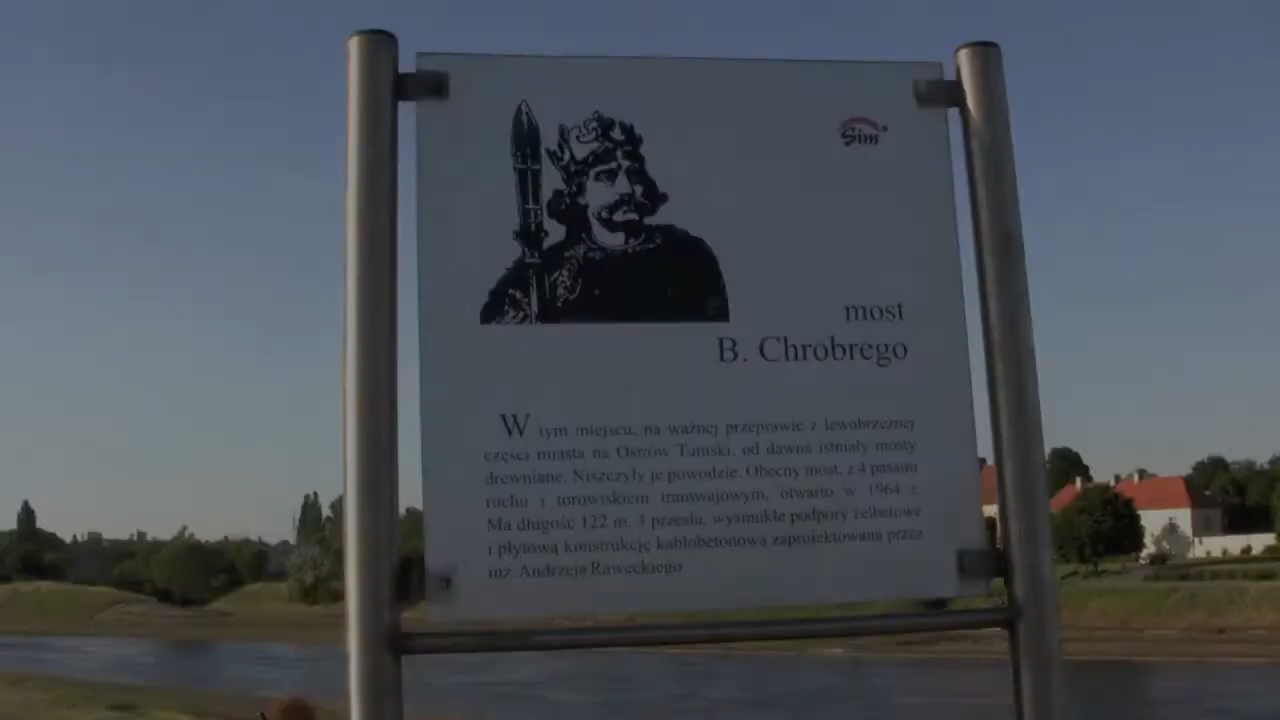 Sim
most
B. Chrobrego
W tym miejscu, na ważnej przeprawie z lewobrzeżnej
części miasta na Ostrów Tumski, od dawna istniały mosty
drewniane. Niszczyły je powodzie. Obecny most, z 4 pasami
ruchu i torowiskiem tramwajowym, otwarto w 1964 r.
Ma długość 122 m, 3 przęsła, wysmukłe podpory żelbetowe
i płytową konstrukcję kablobetonową zaprojektowaną przez
inż. Andrzeja Raweckiego